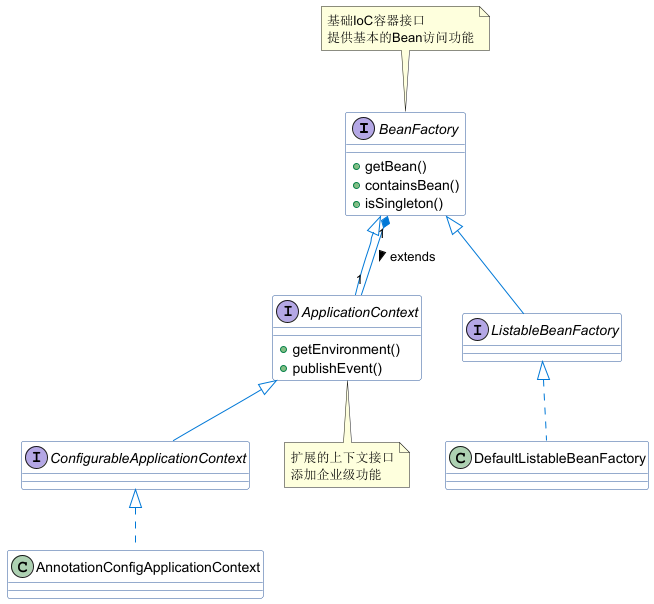 基础IoC容器接口
提供基本的Bean访问功能
I BeanFactory
getBean()
containsBean()
isSingleton()
1
extends
1
I ApplicationContext
getEnvironment()
publishEvent()
I ListableBeanFactory
扩展的上下文接口
添加企业级功能
I ConfigurableApplicationContext
C DefaultListableBeanFactory
C AnnotationConfigApplicationContext